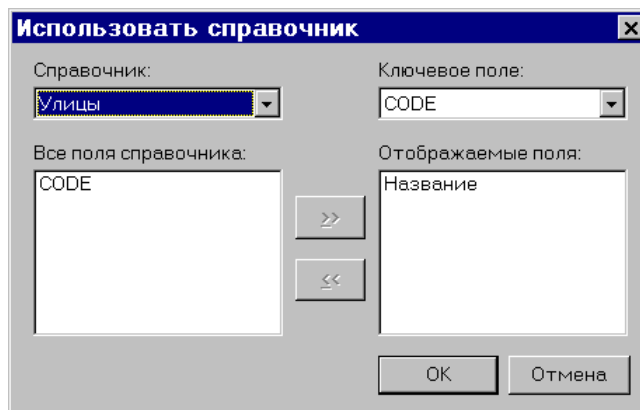 Использовать справочник
Справочник:
Ключевое поле:
Улицы
CODE
Все поля справочника:
Отображаемые поля:
CODE
Название
>>
<<
OK
Отмена